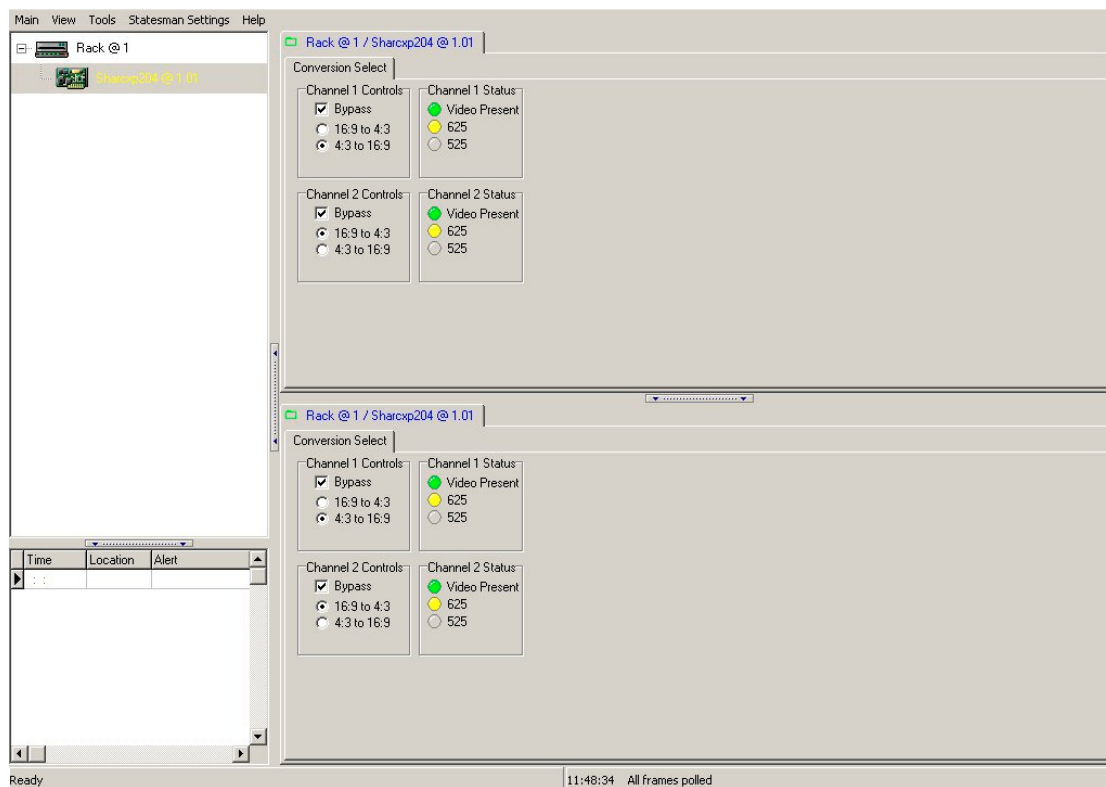 Main View Tools Statesman Settings Help
Rack @ 1
Sharcxp204 @ 1.01
Rack @ 1 / Sharcxp204 @ 1.01
Conversion Select
Channel 1 Controls
Bypass
16:9 to 4:3
4:3 to 16:9
Channel 1 Status
Video Present
625
525
Channel 2 Controls
Bypass
16:9 to 4:3
4:3 to 16:9
Channel 2 Status
Video Present
625
525
Rack @ 1 / Sharcxp204 @ 1.01
Conversion Select
Channel 1 Controls
Bypass
16:9 to 4:3
4:3 to 16:9
Channel 1 Status
Video Present
625
525
Channel 2 Controls
Bypass
16:9 to 4:3
4:3 to 16:9
Channel 2 Status
Video Present
625
525
Time Location Alert
: :
Ready
11:48:34 All frames polled